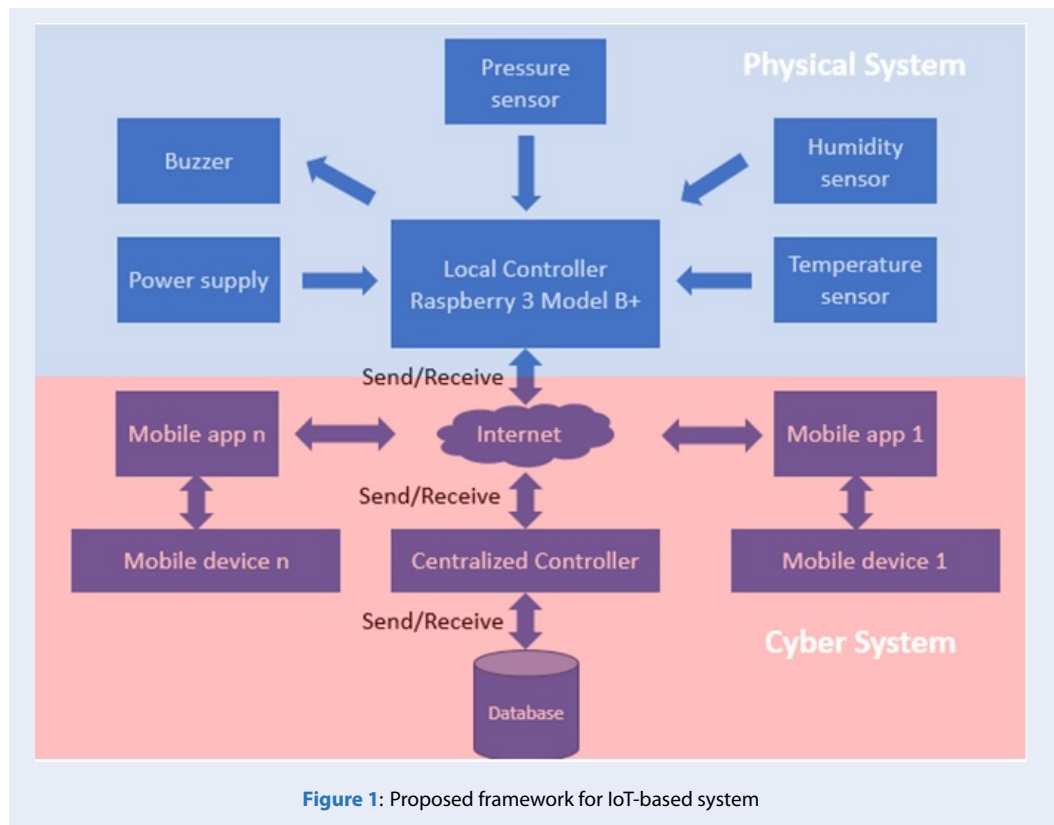 Pressure
sensor
Physical System
Buzzer
Humidity
sensor
Power supply
Local Controller
Raspberry 3 Model B+
Temperature
sensor
Send/Receive
Mobile app n
Internet
Mobile app 1
Send/Receive
Mobile device n
Centralized Controller
Mobile device 1
Send/Receive
Cyber System
Database
Figure 1: Proposed framework for IoT-based system